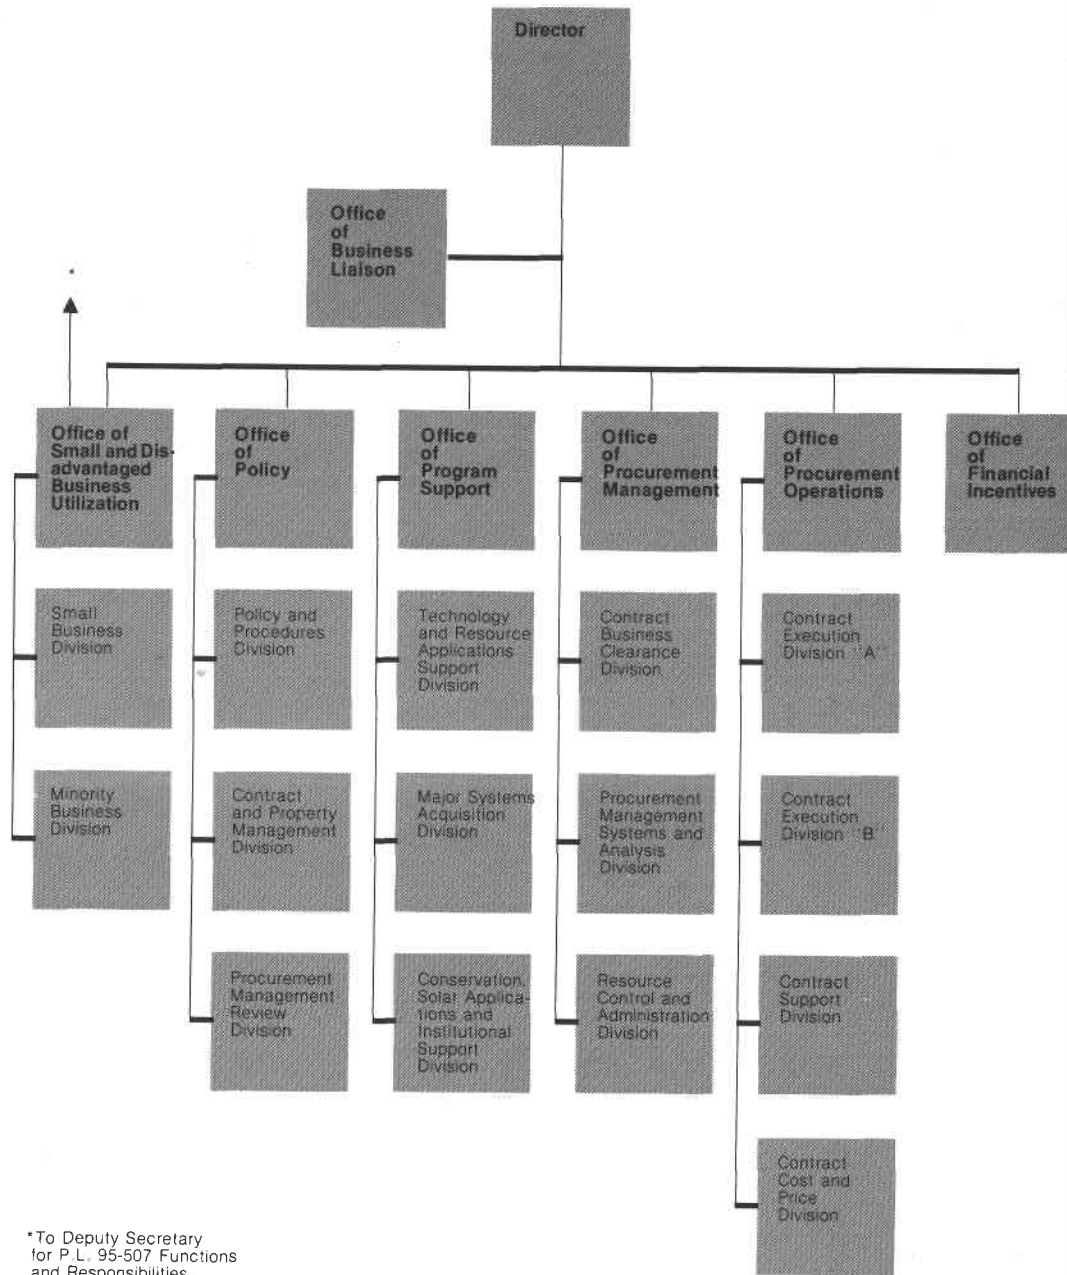 Director
Office
of
Business
Liaison
*
Office of
Small and Dis-
advantaged
Business
Utilization
Office
of
Policy
Office
of
Program
Support
Office
of
Procurement
Management
Office
of
Procurement
Operations
Office
of
Financial
Incentives
Small
Business
Division
Policy and
Procedures
Division
Technology
and Resource
Applications
Support
Division
Contract
Business
Clearance
Division
Contract
Execution
Division "A"
Minority
Business
Division
Contract
and Property
Management
Division
Major Systems
Acquisition
Division
Procurement
Management
Systems and
Analysis
Division
Contract
Execution
Division "B"
Procurement
Management
Review
Division
Conservation,
Solar Applica-
tions and
Institutional
Support
Division
Resource
Control and
Administration
Division
Contract
Support
Division
Contract
Cost and
Price
Division
*To Deputy Secretary
for P.L. 95-507 Functions
and Responsibilities